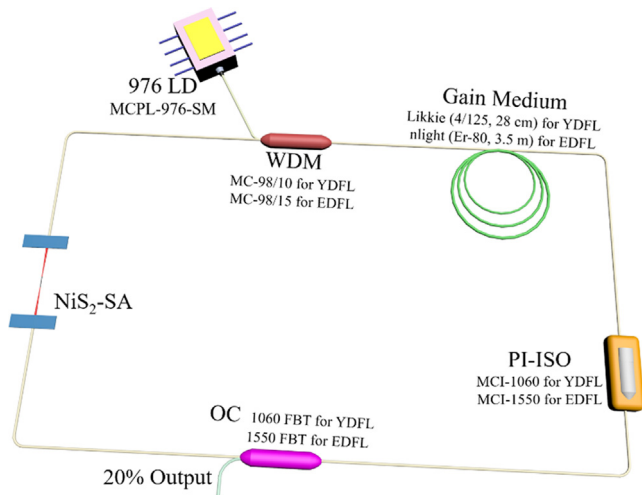 976 LD
MCPL-976-SM
Gain Medium
Likkie (4/125, 28 cm) for YDFL
nlight (Er-80, 3.5 m) for EDFL
WDM
MC-98/10 for YDFL
MC-98/15 for EDFL
NiS₂-SA
PI-ISO
MCI-1060 for YDFL
MCI-1550 for EDFL
OC 1060 FBT for YDFL
1550 FBT for EDFL
20% Output